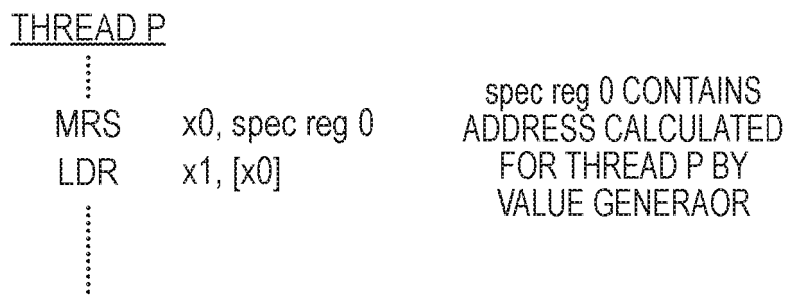 THREAD P
MRS x0, spec reg 0
LDR x1, [x0]
spec reg 0 CONTAINS
ADDRESS CALCULATED
FOR THREAD P BY
VALUE GENERAOR